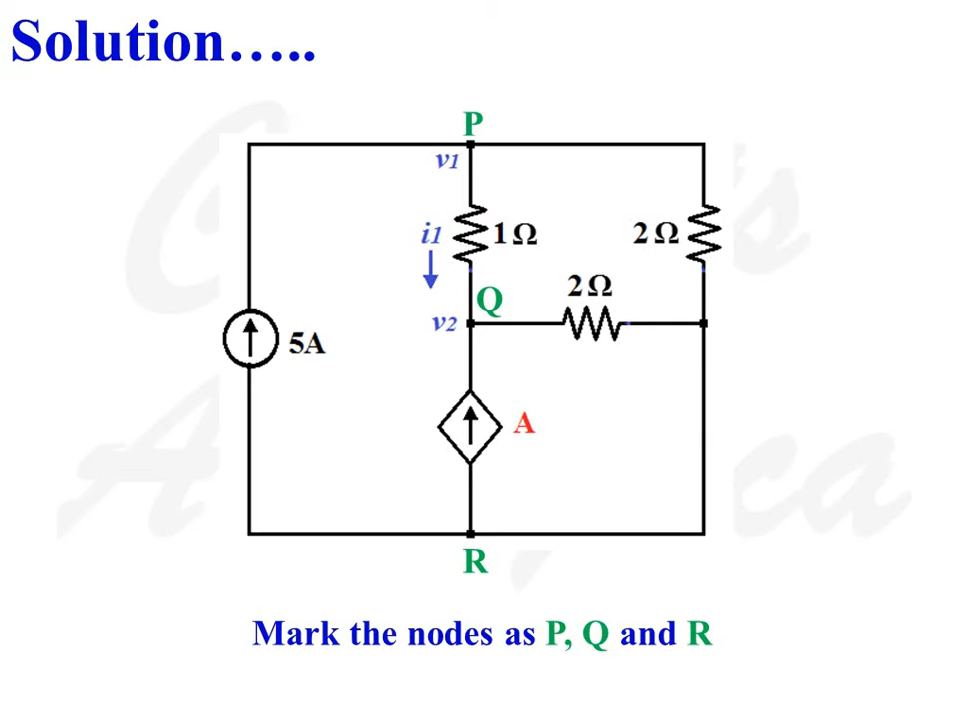 Solution…..
P
v1
i1
1Ω
2Ω
2Ω
Q
v2
5A
A
R
Mark the nodes as P, Q and R